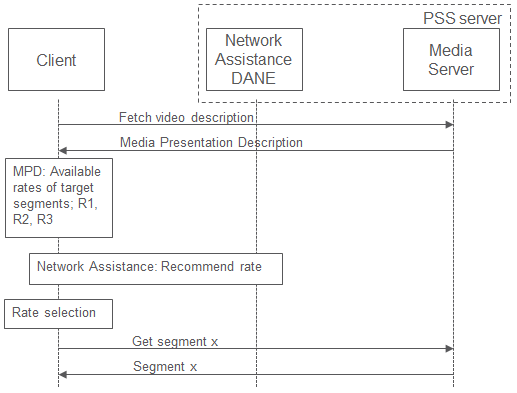 PSS server
Client
Network
Assistance
DANE
Media
Server
Fetch video description
Media Presentation Description
MPD: Available
rates of target
segments; R1,
R2, R3
Network Assistance: Recommend rate
Rate selection
Get segment x
Segment x